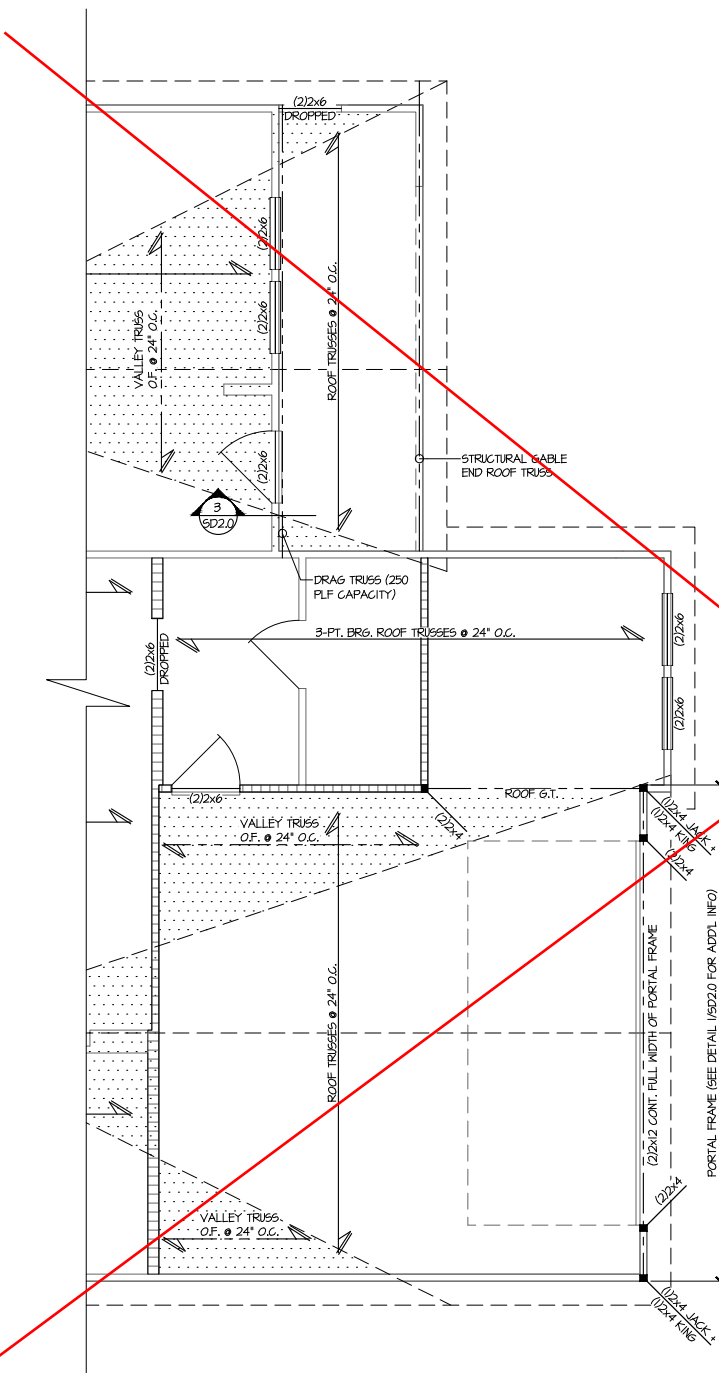 (2)2x6
DROPPED
(2)2x6
(2)2x6
VALLEY TRUSS
O.F. @ 24" O.C.
ROOF TRUSSES @ 24" O.C.
(2)2x6
STRUCTURAL GABLE
END ROOF TRUSS
3
SD2.0
DRAG TRUSS (250
PLF CAPACITY)
3-PT. BRG. ROOF TRUSSES @ 24" O.C.
(2)2x6
(2)2x6
DROPPED
(2)2x6
(2)2x6
ROOF G.T.
(2)2x4
(1)2x4 JACK +
(1)2x4 KING
(2)2x4
VALLEY TRUSS
O.F. @ 24" O.C.
ROOF TRUSSES @ 24" O.C.
(2)2x12 CONT. FULL WIDTH OF PORTAL FRAME
PORTAL FRAME (SEE DETAIL 1/SD2.0 FOR ADD'L INFO)
(2)2x4
VALLEY TRUSS
O.F. @ 24" O.C.
(1)2x4 JACK +
(1)2x4 KING